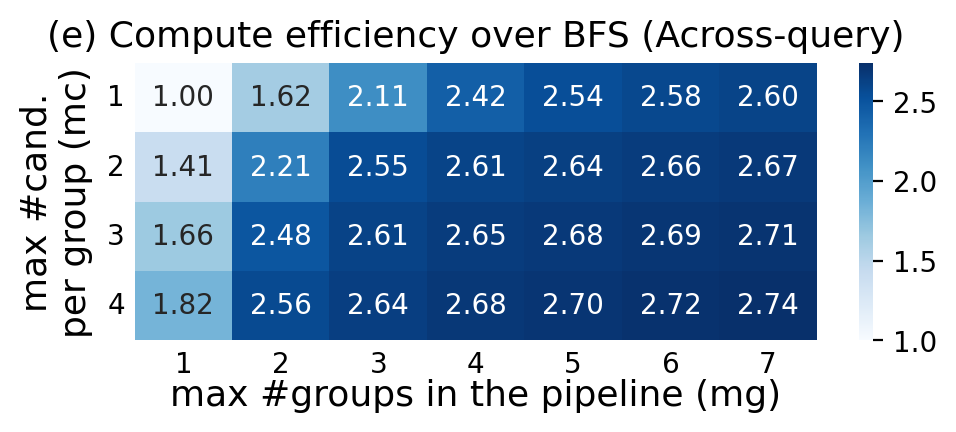 (e) Compute efficiency over BFS (Across-query)
max #cand.
per group (mc)
1 1.00 1.62 2.11 2.42 2.54 2.58 2.60
2 1.41 2.21 2.55 2.61 2.64 2.66 2.67
3 1.66 2.48 2.61 2.65 2.68 2.69 2.71
4 1.82 2.56 2.64 2.68 2.70 2.72 2.74
1 2 3 4 5 6 7
max #groups in the pipeline (mg)
2.5
2.0
1.5
1.0